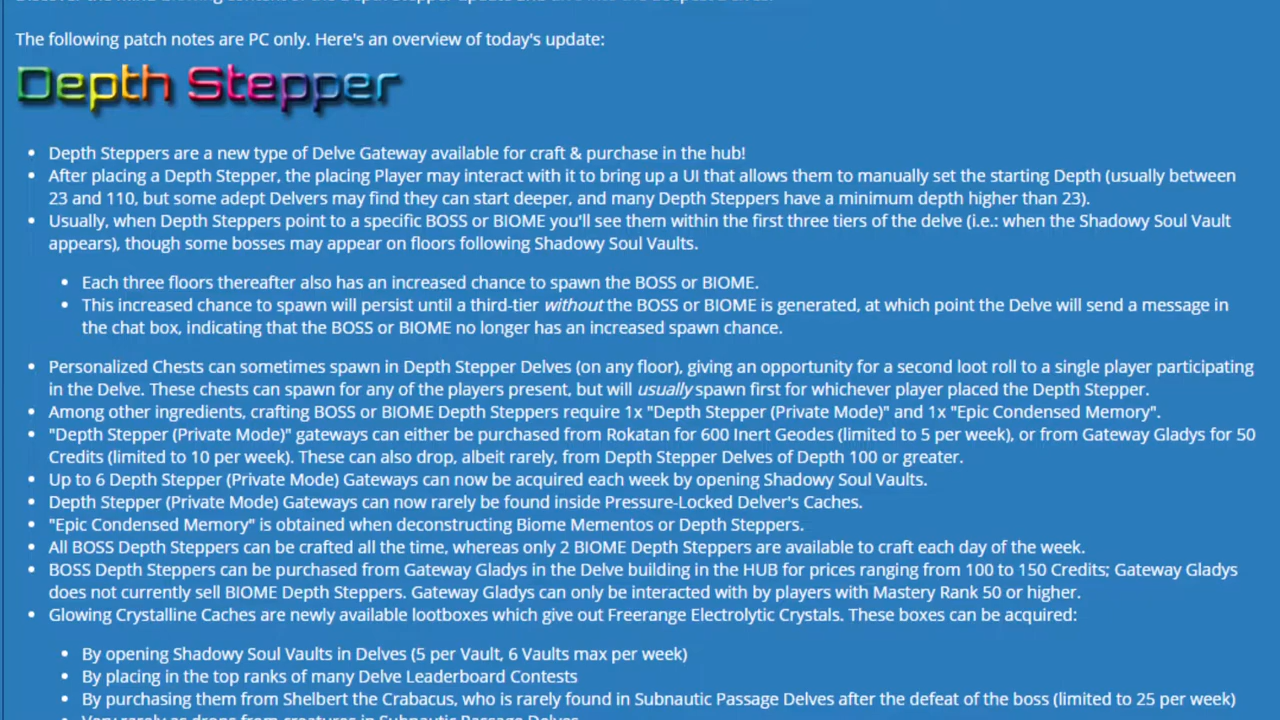 The following patch notes are PC only. Here's an overview of today's update:
Depth Stepper
Depth Steppers are a new type of Delve Gateway available for craft & purchase in the hub!
After placing a Depth Stepper, the placing Player may interact with it to bring up a UI that allows them to manually set the starting Depth (usually between
23 and 110, but some adept Delvers may find they can start deeper, and many Depth Steppers have a minimum depth higher than 23).
Usually, when Depth Steppers point to a specific BOSS or BIOME you'll see them within the first three tiers of the delve (i.e.: when the Shadowy Soul Vault
appears), though some bosses may appear on floors following Shadowy Soul Vaults.
Each three floors thereafter also has an increased chance to spawn the BOSS or BIOME.
This increased chance to spawn will persist until a third-tier without the BOSS or BIOME is generated, at which point the Delve will send a message in
the chat box, indicating that the BOSS or BIOME no longer has an increased spawn chance.
Personalized Chests can sometimes spawn in Depth Stepper Delves (on any floor), giving an opportunity for a second loot roll to a single player participating
in the Delve. These chests can spawn for any of the players present, but will usually spawn first for whichever player placed the Depth Stepper.
Among other ingredients, crafting BOSS or BIOME Depth Steppers require 1x "Depth Stepper (Private Mode)" and 1x "Epic Condensed Memory".
"Depth Stepper (Private Mode)" gateways can either be purchased from Rokatan for 600 Inert Geodes (limited to 5 per week), or from Gateway Gladys for 50
Credits (limited to 10 per week). These can also drop, albeit rarely, from Depth Stepper Delves of Depth 100 or greater.
Up to 6 Depth Stepper (Private Mode) Gateways can now be acquired each week by opening Shadowy Soul Vaults.
Depth Stepper (Private Mode) Gateways can now rarely be found inside Pressure-Locked Delver's Caches.
"Epic Condensed Memory" is obtained when deconstructing Biome Mementos or Depth Steppers.
All BOSS Depth Steppers can be crafted all the time, whereas only 2 BIOME Depth Steppers are available to craft each day of the week.
BOSS Depth Steppers can be purchased from Gateway Gladys in the Delve building in the HUB for prices ranging from 100 to 150 Credits; Gateway Gladys
does not currently sell BIOME Depth Steppers. Gateway Gladys can only be interacted with by players with Mastery Rank 50 or higher.
Glowing Crystalline Caches are newly available lootboxes which give out Freerange Electrolytic Crystals. These boxes can be acquired:
By opening Shadowy Soul Vaults in Delves (5 per Vault, 6 Vaults max per week)
By placing in the top ranks of many Delve Leaderboard Contests
By purchasing them from Shelbert the Crabacus, who is rarely found in Subnautic Passage Delves after the defeat of the boss (limited to 25 per week)
Very rarely as drops from creatures in Subnautic Passage Delves